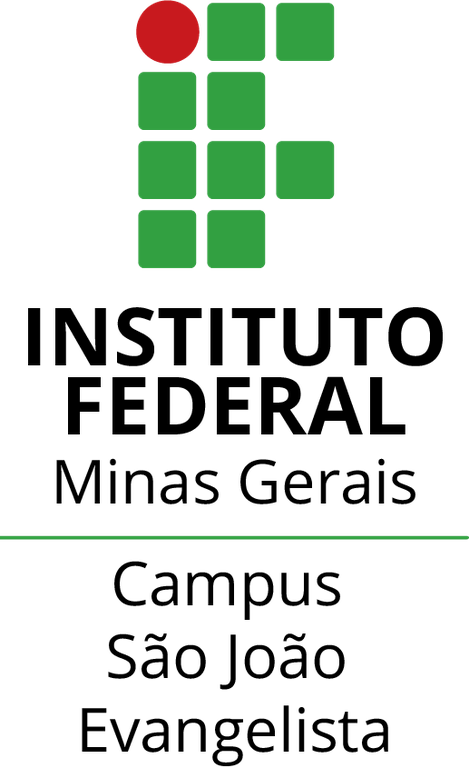 INSTITUTO
FEDERAL
Minas Gerais
Campus
São João
Evangelista